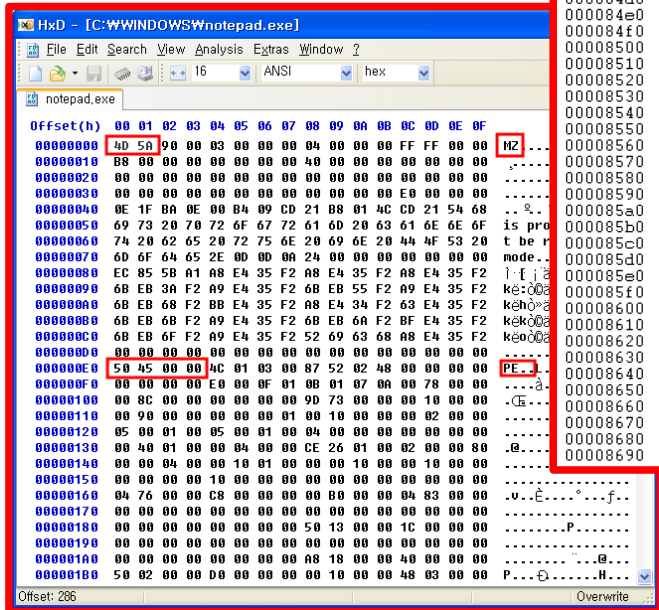 HxD - [C:₩WINDOWS₩notepad.exe]
File Edit Search View Analysis Extras Window ?
16 ANSI hex
notepad.exe
Offset(h) 00 01 02 03 04 05 06 07 08 09 0A 0B 0C 0D 0E 0F
00000000 4D 5A 90 00 03 00 00 00 04 00 00 00 FF FF 00 00 MZ
00000010 B8 00 00 00 00 00 00 00 40 00 00 00 00 00 00 00
00000020 00 00 00 00 00 00 00 00 00 00 00 00 00 00 00 00
00000030 00 00 00 00 00 00 00 00 00 00 00 00 E0 00 00 00
00000040 0E 1F BA 0E 00 B4 09 CD 21 B8 01 4C CD 21 54 68
00000050 69 73 20 70 72 6F 67 72 61 6D 20 63 61 6E 6E 6F is pro
00000060 74 20 62 65 20 72 75 6E 20 69 6E 20 44 4F 53 20 t be r
00000070 6D 6F 64 65 2E 0D 0D 0A 24 00 00 00 00 00 00 00 mode..
00000080 EC 85 5B A1 A8 E4 35 F2 A8 E4 35 F2 A8 E4 35 F2
00000090 6B EB 3A F2 A9 E4 35 F2 6B EB 55 F2 A9 E4 35 F2
000000A0 6B EB 68 F2 BB E4 35 F2 A8 E4 34 F2 63 E4 35 F2
000000B0 6B EB 6B F2 A9 E4 35 F2 6B EB 6A F2 BF E4 35 F2
000000C0 6B EB 6F F2 A9 E4 35 F2 52 69 63 68 A8 E4 35 F2
000000D0 00 00 00 00 00 00 00 00 00 00 00 00 00 00 00 00
000000E0 50 45 00 00 4C 01 03 00 87 52 02 48 00 00 00 00 PE..L
000000F0 00 00 00 00 E0 00 0F 01 0B 01 07 0A 00 78 00 00
00000100 00 8C 00 00 00 00 00 00 9D 73 00 00 00 10 00 00
00000110 00 90 00 00 00 00 00 01 00 10 00 00 00 02 00 00
00000120 05 00 01 00 05 00 01 00 04 00 00 00 00 00 00 00
00000130 00 40 01 00 00 04 00 00 CE 26 01 00 02 00 00 80 .@
00000140 00 00 04 00 00 10 01 00 00 00 10 00 00 10 00 00
00000150 00 00 00 00 10 00 00 00 00 00 00 00 00 00 00 00
00000160 04 76 00 00 C8 00 00 00 00 B0 00 00 04 83 00 00 .v..È....°...ƒ..
00000170 00 00 00 00 00 00 00 00 00 00 00 00 00 00 00 00 ................
00000180 00 00 00 00 00 00 00 00 50 13 00 00 1C 00 00 00 ........P.......
00000190 00 00 00 00 00 00 00 00 00 00 00 00 00 00 00 00 ................
000001A0 00 00 00 00 00 00 00 00 A8 18 00 00 40 00 00 00 ........¨...@...
000001B0 50 02 00 00 D0 00 00 00 00 10 00 00 48 03 00 00 P...Ð.......H...
Offset: 286 Overwrite
000084e0
000084f0
00008500
00008510
00008520
00008530
00008540
00008550
00008560
00008570
00008580
00008590
000085a0
000085b0
000085c0
000085d0
000085e0
000085f0
00008600
00008610
00008620
00008630
00008640
00008650
00008660
00008670
00008680
00008690